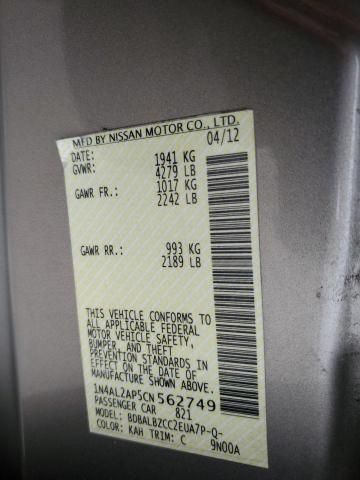 MFD BY NISSAN MOTOR CO., LTD.
DATE: 04/12
GVWR: 1941 KG
4279 LB
GAWR FR.: 1017 KG
2242 LB
GAWR RR.: 993 KG
2189 LB
THIS VEHICLE CONFORMS TO
ALL APPLICABLE FEDERAL
MOTOR VEHICLE SAFETY,
BUMPER, AND THEFT
PREVENTION STANDARDS IN
EFFECT ON THE DATE OF
MANUFACTURE SHOWN ABOVE.
1N4AL2AP5CN562749
PASSENGER CAR 821
MODEL: BDBALBZCC2EUA7P-Q-
COLOR: KAH TRIM: C 9N00A